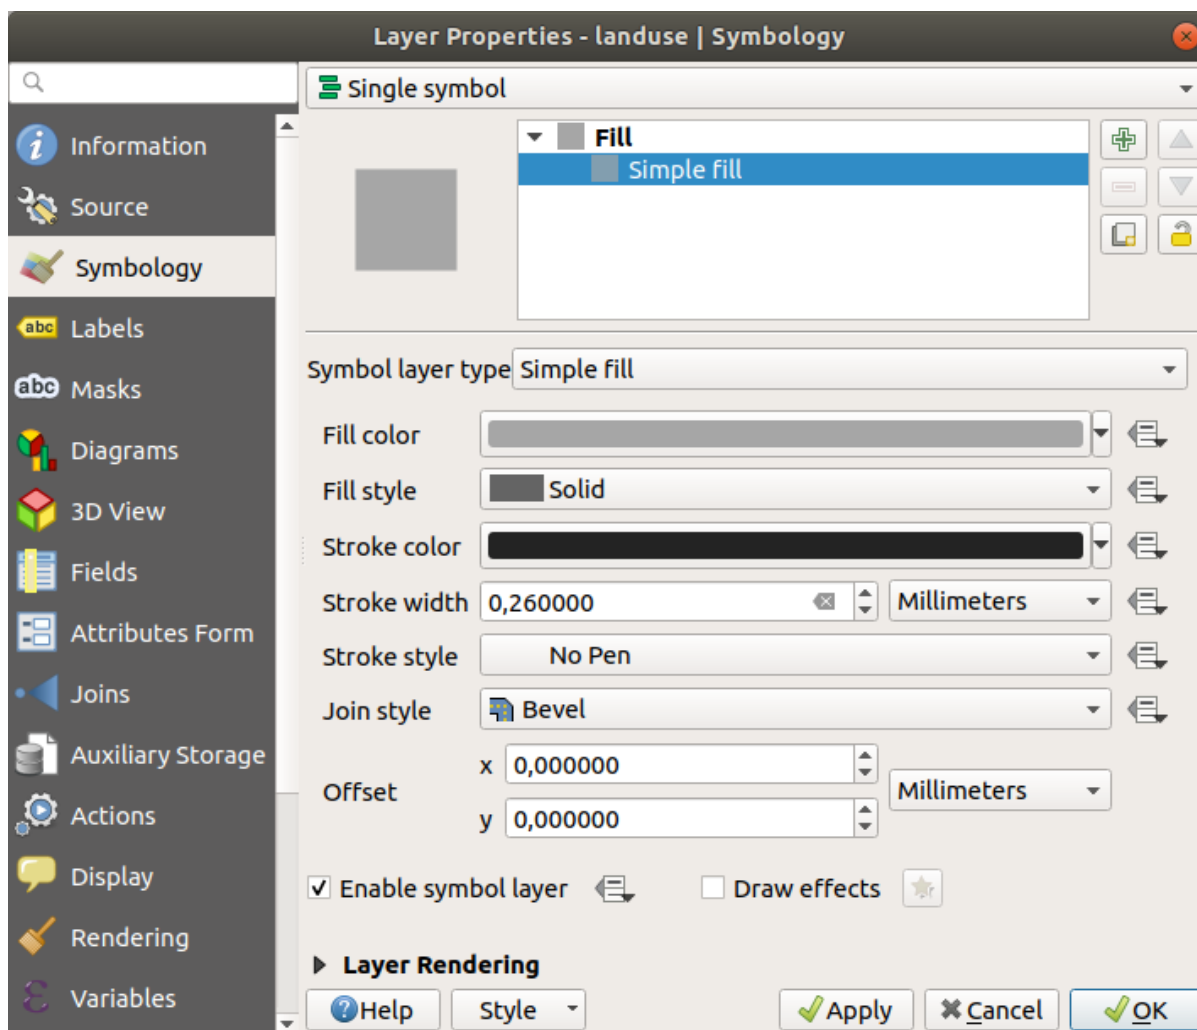 Layer Properties - landuse | Symbology
Single symbol
Information
Source
Symbology
abc Labels
abc Masks
Diagrams
3D View
Fields
Attributes Form
Joins
Auxiliary Storage
Actions
Display
Rendering
Variables
Fill
Simple fill
Symbol layer type Simple fill
Fill color
Fill style Solid
Stroke color
Stroke width 0,260000 Millimeters
Stroke style No Pen
Join style Bevel
Offset x 0,000000 Millimeters
y 0,000000
Enable symbol layer Draw effects
Layer Rendering
Help Style Apply Cancel OK